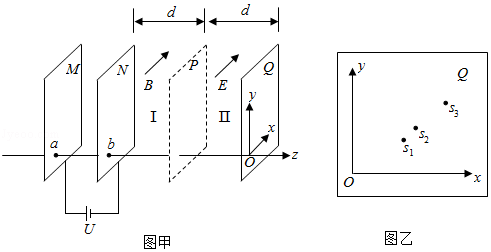 d d
M N P Q
B E
y
I II
x
a b O z
U
图甲
y Q
s3
s2
s1
O x
图乙